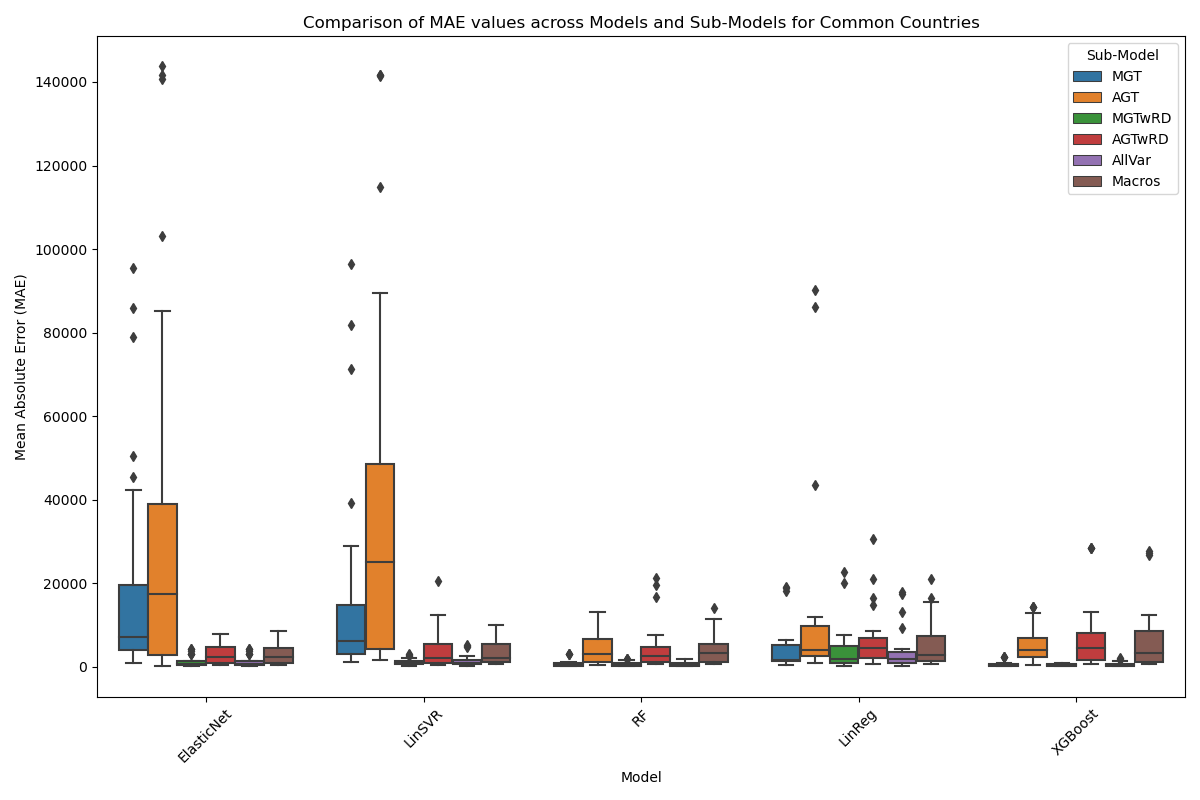 Comparison of MAE values across Models and Sub-Models for Common Countries
Mean Absolute Error (MAE)
140000
120000
100000
80000
60000
40000
20000
0
Sub-Model
MGT
AGT
MGTwRD
AGTwRD
AllVar
Macros
ElasticNet
LinSVR
RF
LinReg
XGBoost
Model